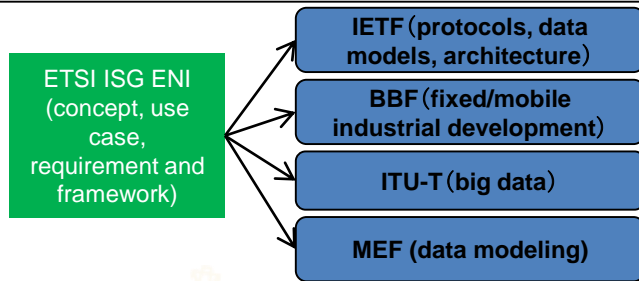 ETSI ISG ENI
(concept, use
case,
requirement and
framework)
IETF（protocols, data
models, architecture）
BBF（fixed/mobile
industrial development）
ITU-T（big data）
MEF (data modeling)